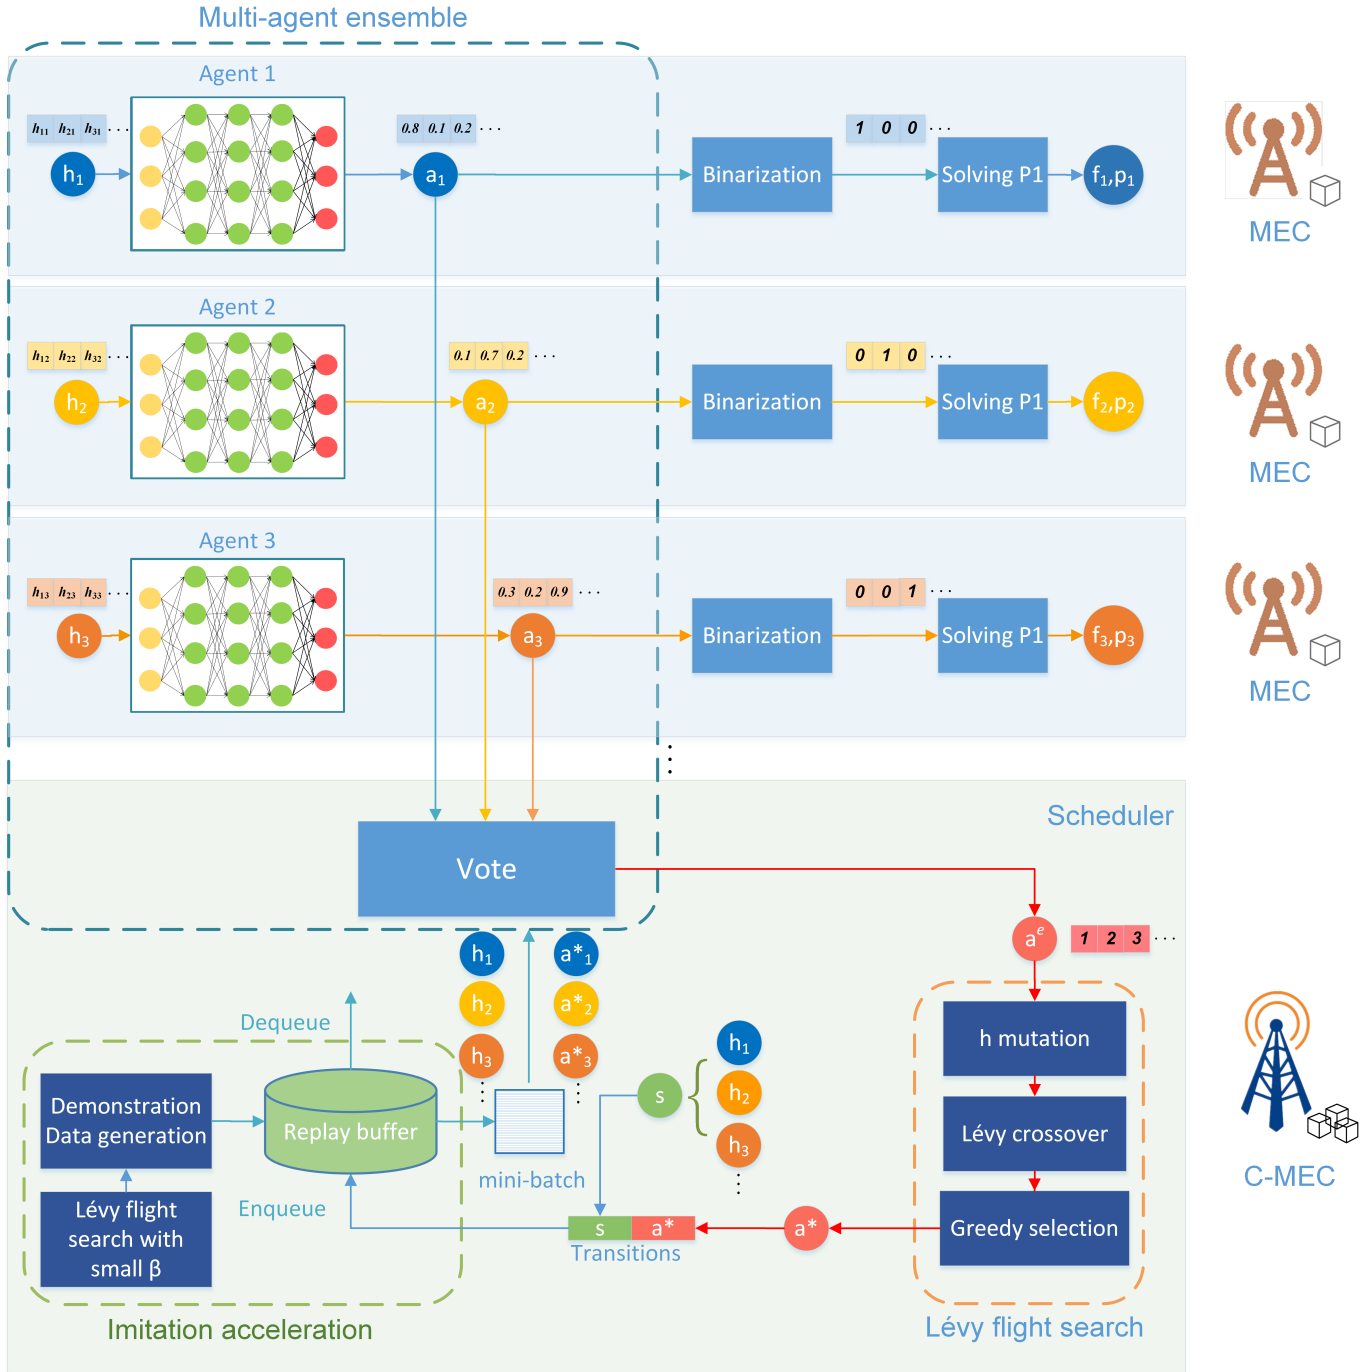 Multi-agent ensemble
Agent 1
h11 h21 h31 ...
h1
0.8 0.1 0.2 ...
a1
Binarization
1 0 0 ...
Solving P1
f1,p1
MEC
Agent 2
h12 h22 h32 ...
h2
0.1 0.7 0.2 ...
a2
Binarization
0 1 0 ...
Solving P1
f2,p2
MEC
Agent 3
h13 h23 h33 ...
h3
0.3 0.2 0.9 ...
a3
Binarization
0 0 1 ...
Solving P1
f3,p3
MEC
Scheduler
Vote
ae
1 2 3 ...
h1
h2
h3
a*1
a*2
a*3
mini-batch
Dequeue
Demonstration
Data generation
Replay buffer
Enqueue
Lévy flight
search with
small β
Imitation acceleration
s
h1
h2
h3
s a*
Transitions
a*
h mutation
Lévy crossover
Greedy selection
Lévy flight search
C-MEC